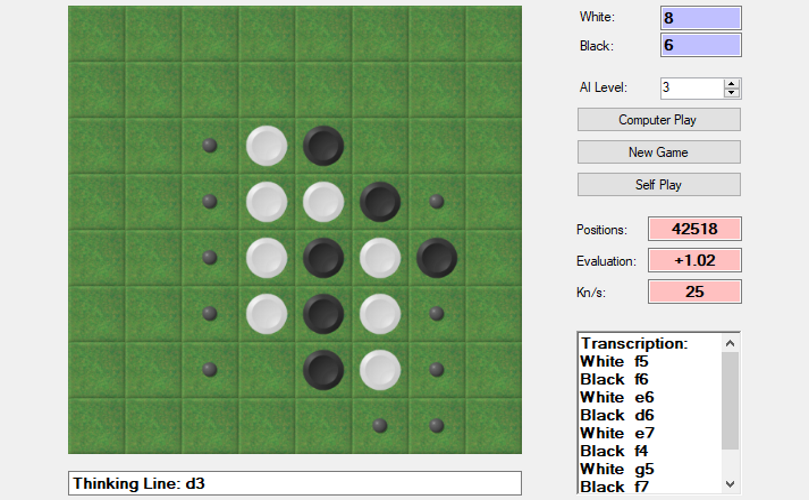 White: 8
Black: 6
AI Level: 3
Computer Play
New Game
Self Play
Positions: 42518
Evaluation: +1.02
Kn/s: 25
Transcription:
White f5
Black f6
White e6
Black d6
White e7
Black f4
White g5
Black f7
Thinking Line: d3